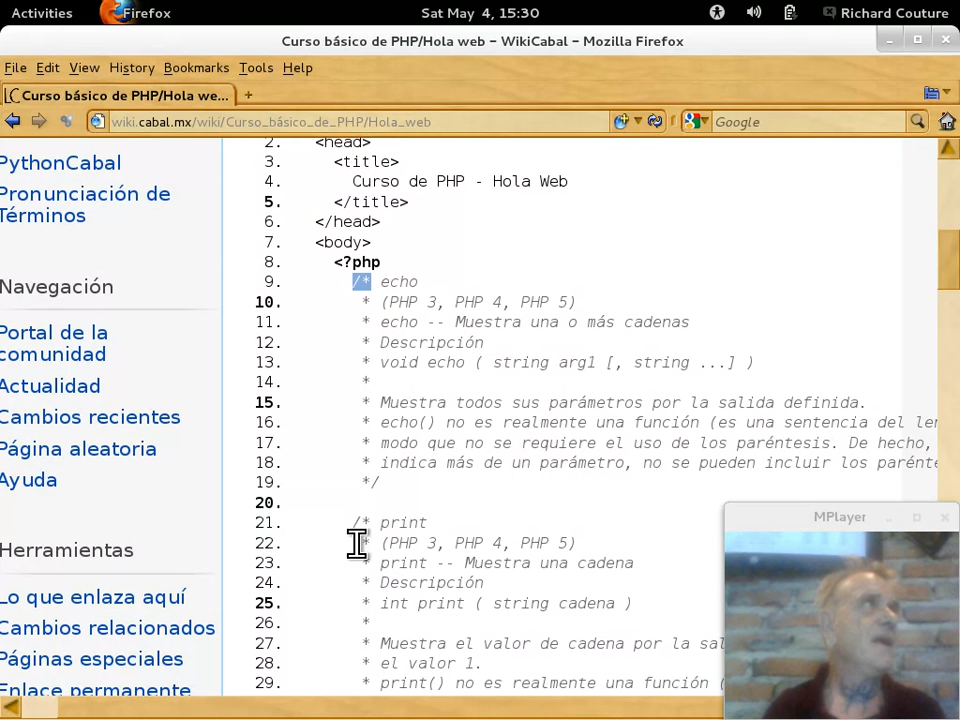 Activities Firefox Sat May 4, 15:30 Richard Couture
Curso básico de PHP/Hola web – WikiCabal – Mozilla Firefox
File Edit View History Bookmarks Tools Help
Curso básico de PHP/Hola we...
wiki.cabal.mx/wiki/Curso_básico_de_PHP/Hola_web Google
PythonCabal
Pronunciación de
Términos
Navegación
Portal de la
comunidad
Actualidad
Cambios recientes
Página aleatoria
Ayuda
Herramientas
Lo que enlaza aquí
Cambios relacionados
Páginas especiales
Enlace permanente
2. <head>
3. <title>
4. Curso de PHP - Hola Web
5. </title>
6. </head>
7. <body>
8. <?php
9. /* echo
10. * (PHP 3, PHP 4, PHP 5)
11. * echo -- Muestra una o más cadenas
12. * Descripción
13. * void echo ( string arg1 [, string ...] )
14. *
15. * Muestra todos sus parámetros por la salida definida.
16. * echo() no es realmente una función (es una sentencia del
17. * modo que no se requiere el uso de los paréntesis. De hecho,
18. * indica más de un parámetro, no se pueden incluir los
19. */
20.
21. /* print
22. * (PHP 3, PHP 4, PHP 5)
23. * print -- Muestra una cadena
24. * Descripción
25. * int print ( string cadena )
26. *
27. * Muestra el valor de cadena por la
28. * el valor 1.
29. * print() no es realmente una función (
MPlayer